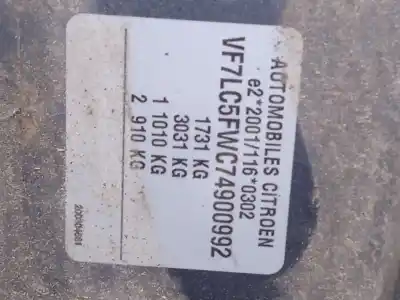 AUTOMOBILES CITROEN
e2*2001/116*0302
VF7LC5FWC74900992
1731 KG
3031 KG
1 1010 KG
2 910 KG